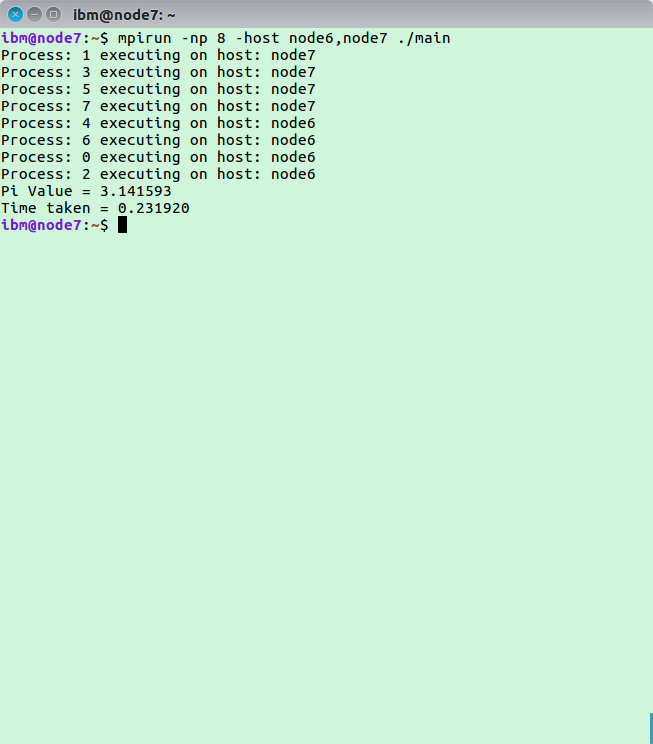 ibm@node7: ~
ibm@node7:~$ mpirun -np 8 -host node6,node7 ./main
Process: 1 executing on host: node7
Process: 3 executing on host: node7
Process: 5 executing on host: node7
Process: 7 executing on host: node7
Process: 4 executing on host: node6
Process: 6 executing on host: node6
Process: 0 executing on host: node6
Process: 2 executing on host: node6
Pi Value = 3.141593
Time taken = 0.231920
ibm@node7:~$